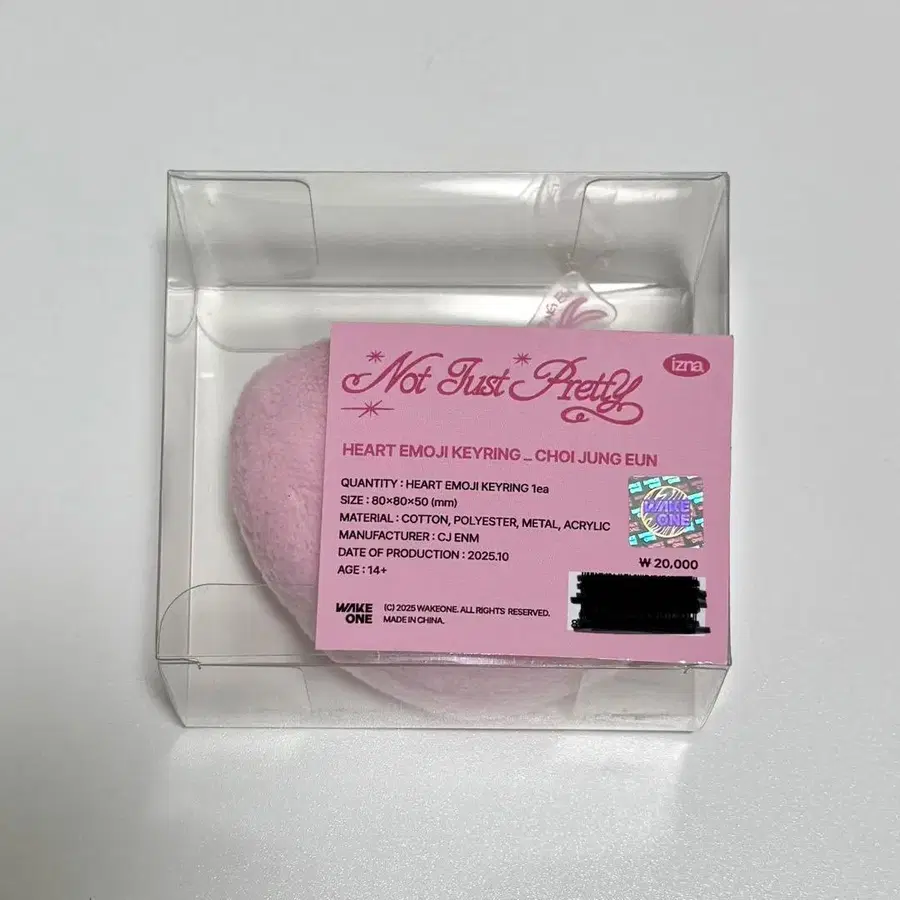 Not Just Pretty
izna
HEART EMOJI KEYRING _ CHOI JUNG EUN
QUANTITY : HEART EMOJI KEYRING 1ea
SIZE : 80×80×50 (mm)
MATERIAL : COTTON, POLYESTER, METAL, ACRYLIC
MANUFACTURER : CJ ENM
DATE OF PRODUCTION : 2025.10
AGE : 14+
WAKE
ONE
₩ 20,000
WAKE
ONE
(C) 2025 WAKEONE. ALL RIGHTS RESERVED.
MADE IN CHINA.